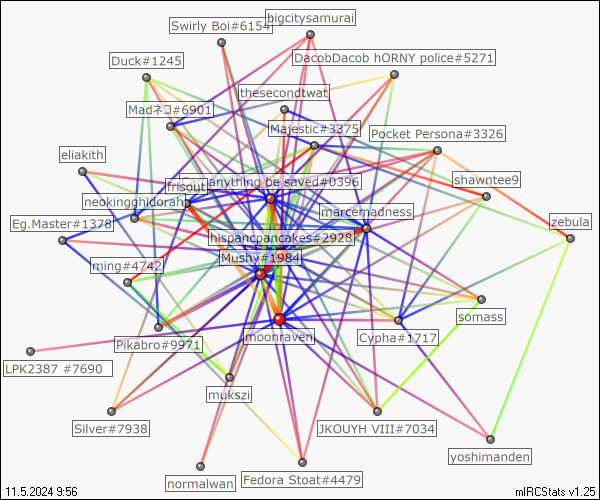 Swirly Boi#6154
bigcitysamurai
Duck#1245
DacobDacob hORNY police#5271
thesecondtwat
Madネコ#6901
Majestic#3375
Pocket Persona#3326
eliakith
frisout
anything be saved#0396
shawntee9
neokingghidorah
marcemadness
Eg.Master#1378
zebula
hispancpancakes#2928
ming#4742
Mushy#1984
somass
Pikabro#9971
moonraven
Cypha#1717
LPK2387 #7690
mukszi
Silver#7938
JKOUYH VIII#7034
yoshimanden
normalwan
Fedora Stoat#4479
11.5.2024 9:56
mIRCStats v1.25